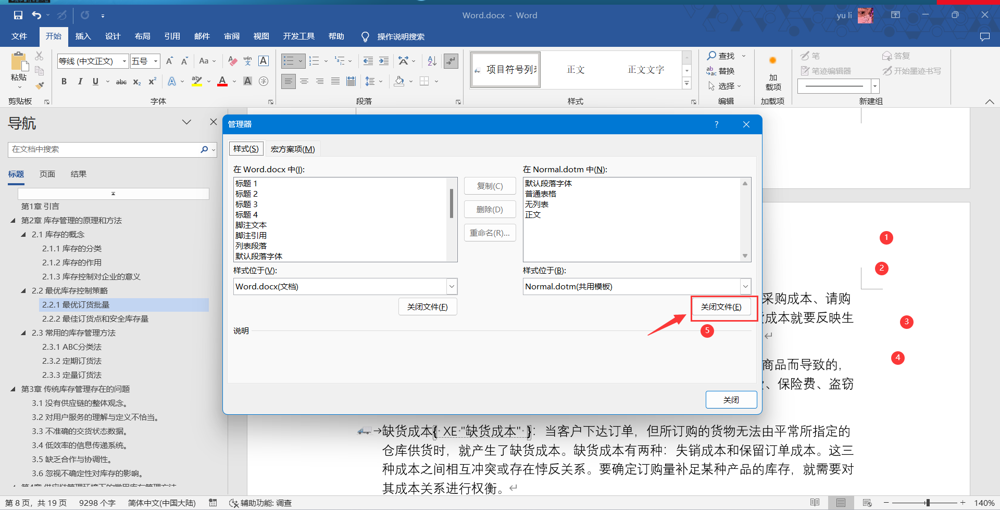 Word.docx - Word
yu li
文件 开始 插入 设计 布局 引用 邮件 审阅 视图 开发工具 帮助 操作说明搜索
粘贴
剪贴板
等线 (中文正文) 五号 A A Aa wén 文 A
B I U abc x₂ x² A ab A A 字
字体
段落
项目符号列表 正文 正文文字
样式
查找
替换
选择
编辑
加
载项
加载项
笔 答复
笔迹编辑器 开始墨迹书写
新建组
导航
在文档中搜索
标题 页面 结果
第1章 引言
第2章 库存管理的原理和方法
2.1 库存的概念
2.1.1 库存的分类
2.1.2 库存的作用
2.1.3 库存控制对企业的意义
2.2 最优库存控制策略
2.2.1 最优订货批量
2.2.2 最佳订货点和安全库存量
2.3 常用的库存管理方法
2.3.1 ABC分类法
2.3.2 定期订货法
2.3.3 定量订货法
第3章 传统库存管理存在的问题
3.1 没有供应链的整体观念。
3.2 对用户服务的理解与定义不恰当。
3.3 不准确的交货状态数据。
3.4 低效率的信息传递系统。
3.5 缺乏合作与协调性。
3.6 忽视不确定性对库存的影响。
第4章 供应链管理环境下的常用库存管理方法
管理器
?
样式(S) 宏方案项(M)
在 Word.docx 中(I):
标题 1
标题 2
标题 3
标题 4
脚注文本
脚注引用
列表段落
默认段落字体
样式位于(V):
Word.docx(文档)
关闭文件(F)
复制(C)
删除(D)
重命名(R)...
在 Normal.dotm 中(N):
默认段落字体
普通表格
无列表
正文
样式位于(B):
Normal.dotm(共用模板)
关闭文件(E)
说明
关闭
1
2
3
4
5
采购成本、请购
成本就要反映生
商品而导致的，
、保险费、盗窃
缺货成本{ XE "缺货成本" }：当客户下达订单，但所订购的货物无法由平常所指定的
仓库供货时，就产生了缺货成本。缺货成本有两种：失销成本和保留订单成本。这三
种成本之间相互冲突或存在悖反关系。要确定订购量补足某种产品的库存，就需要对
其成本关系进行权衡。
第 8 页，共 19 页 9298 个字 简体中文(中国大陆) 辅助功能: 调查 140%